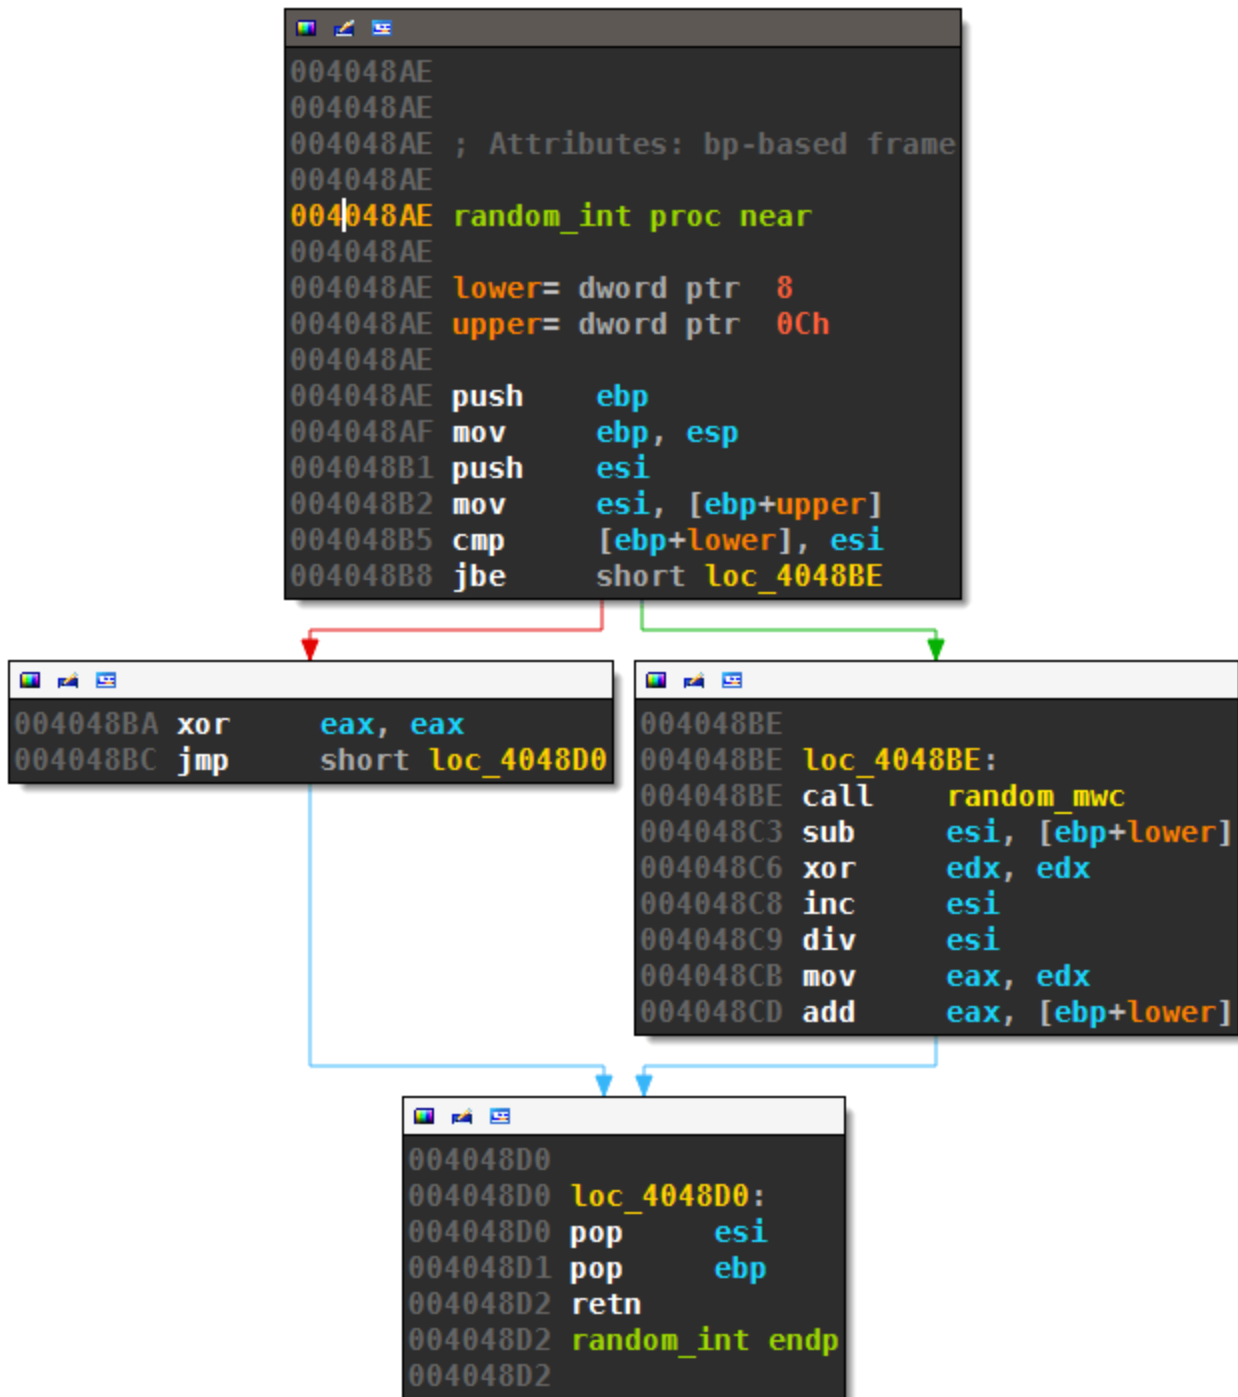 004048AE
004048AE
004048AE ; Attributes: bp-based frame
004048AE
004048AE random_int proc near
004048AE
004048AE lower= dword ptr  8
004048AE upper= dword ptr  0Ch
004048AE
004048AE push    ebp
004048AF mov     ebp, esp
004048B1 push    esi
004048B2 mov     esi, [ebp+upper]
004048B5 cmp     [ebp+lower], esi
004048B8 jbe     short loc_4048BE
004048BA xor     eax, eax
004048BC jmp     short loc_4048D0
004048BE
004048BE loc_4048BE:
004048BE call    random_mwc
004048C3 sub     esi, [ebp+lower]
004048C6 xor     edx, edx
004048C8 inc     esi
004048C9 div     esi
004048CB mov     eax, edx
004048CD add     eax, [ebp+lower]
004048D0
004048D0 loc_4048D0:
004048D0 pop     esi
004048D1 pop     ebp
004048D2 retn
004048D2 random_int endp
004048D2